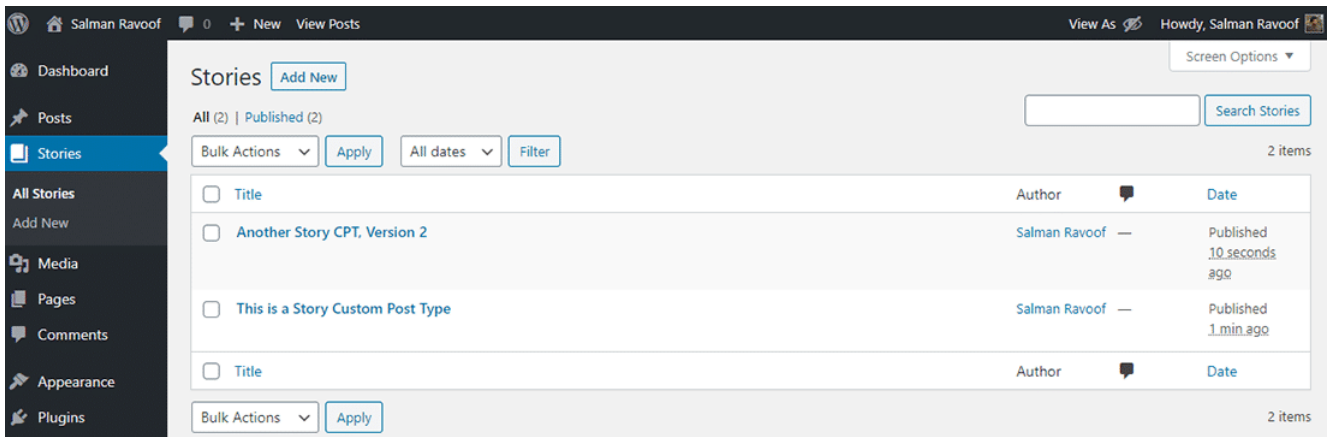 Salman Ravoof 0 + New View Posts View As Howdy, Salman Ravoof
Screen Options ▼
Dashboard
Posts
Stories
All Stories
Add New
Media
Pages
Comments
Appearance
Plugins
Stories Add New
All (2) | Published (2)
Search Stories
Bulk Actions Apply All dates Filter 2 items
Title Author Date
Another Story CPT, Version 2 Salman Ravoof — Published
10 seconds
ago
This is a Story Custom Post Type Salman Ravoof — Published
1 min ago
Title Author Date
Bulk Actions Apply 2 items